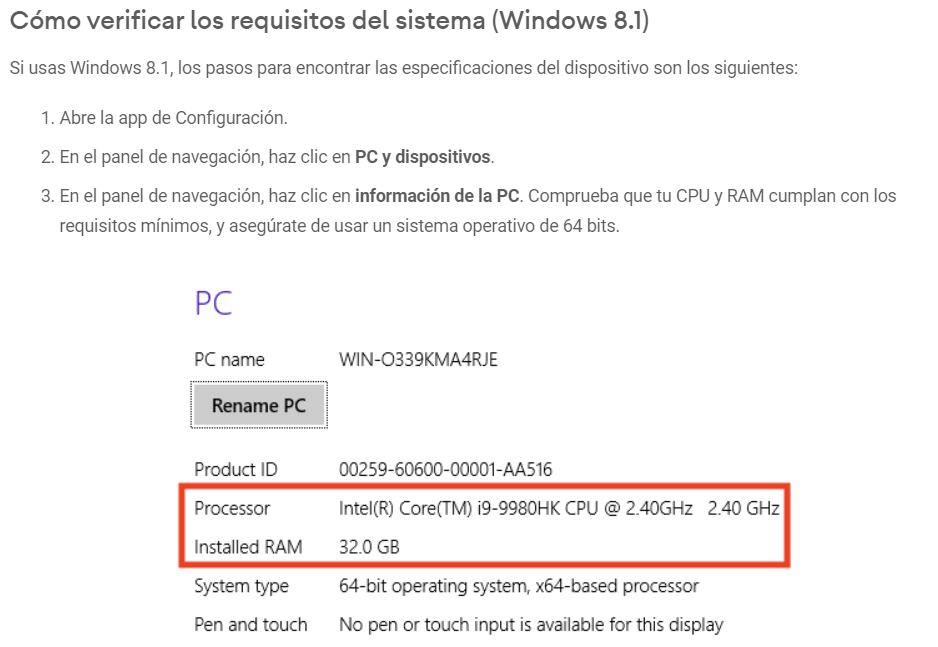 Cómo verificar los requisitos del sistema (Windows 8.1)
Si usas Windows 8.1, los pasos para encontrar las especificaciones del dispositivo son los siguientes:
1. Abre la app de Configuración.
2. En el panel de navegación, haz clic en PC y dispositivos.
3. En el panel de navegación, haz clic en información de la PC. Comprueba que tu CPU y RAM cumplan con los
requisitos mínimos, y asegúrate de usar un sistema operativo de 64 bits.
PC
PC name WIN-O339KMA4RJE
Rename PC
Product ID 00259-60600-00001-AA516
Processor Intel(R) Core(TM) i9-9980HK CPU @ 2.40GHz 2.40 GHz
Installed RAM 32.0 GB
System type 64-bit operating system, x64-based processor
Pen and touch No pen or touch input is available for this display